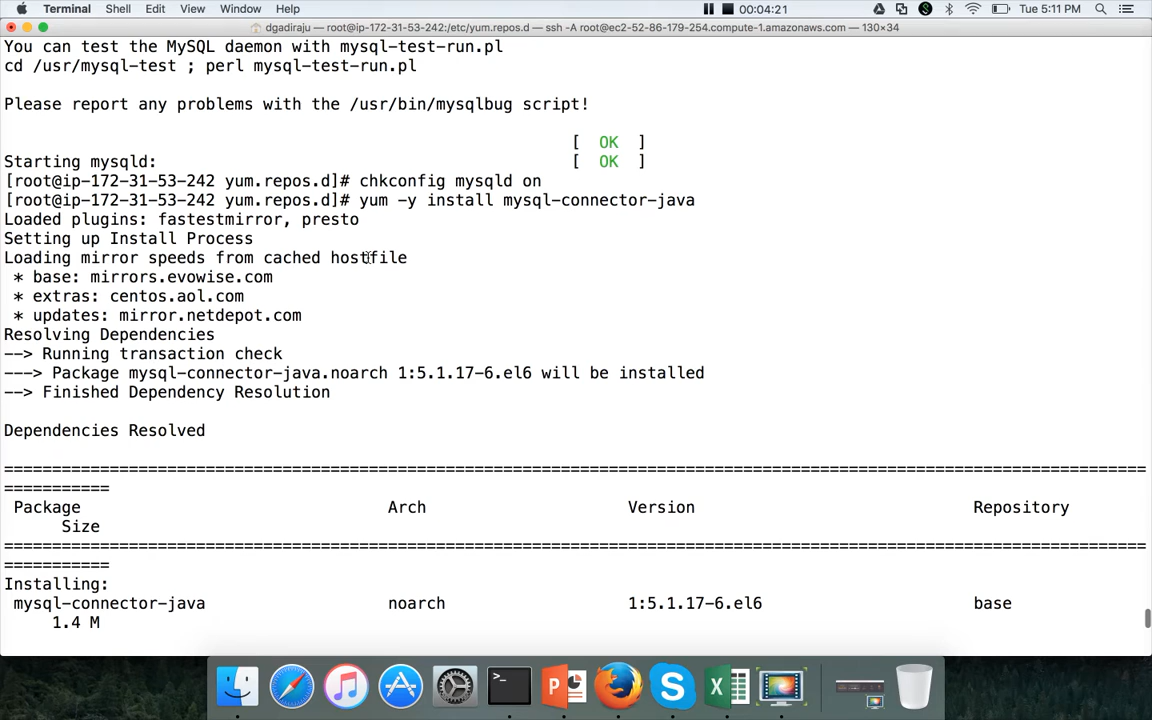 Terminal Shell Edit View Window Help 00:04:21 Tue 5:11 PM
dgadiraju — root@ip-172-31-53-242:/etc/yum.repos.d — ssh -A root@ec2-52-86-179-254.compute-1.amazonaws.com — 130×34
You can test the MySQL daemon with mysql-test-run.pl
cd /usr/mysql-test ; perl mysql-test-run.pl
Please report any problems with the /usr/bin/mysqlbug script!
[ OK ]
Starting mysqld: [ OK ]
[root@ip-172-31-53-242 yum.repos.d]# chkconfig mysqld on
[root@ip-172-31-53-242 yum.repos.d]# yum -y install mysql-connector-java
Loaded plugins: fastestmirror, presto
Setting up Install Process
Loading mirror speeds from cached hostfile
* base: mirrors.evowise.com
* extras: centos.aol.com
* updates: mirror.netdepot.com
Resolving Dependencies
--> Running transaction check
---> Package mysql-connector-java.noarch 1:5.1.17-6.el6 will be installed
--> Finished Dependency Resolution
Dependencies Resolved
================================================================================================================================
===========
Package Arch Version Repository
Size
================================================================================================================================
===========
Installing:
mysql-connector-java noarch 1:5.1.17-6.el6 base
1.4 M